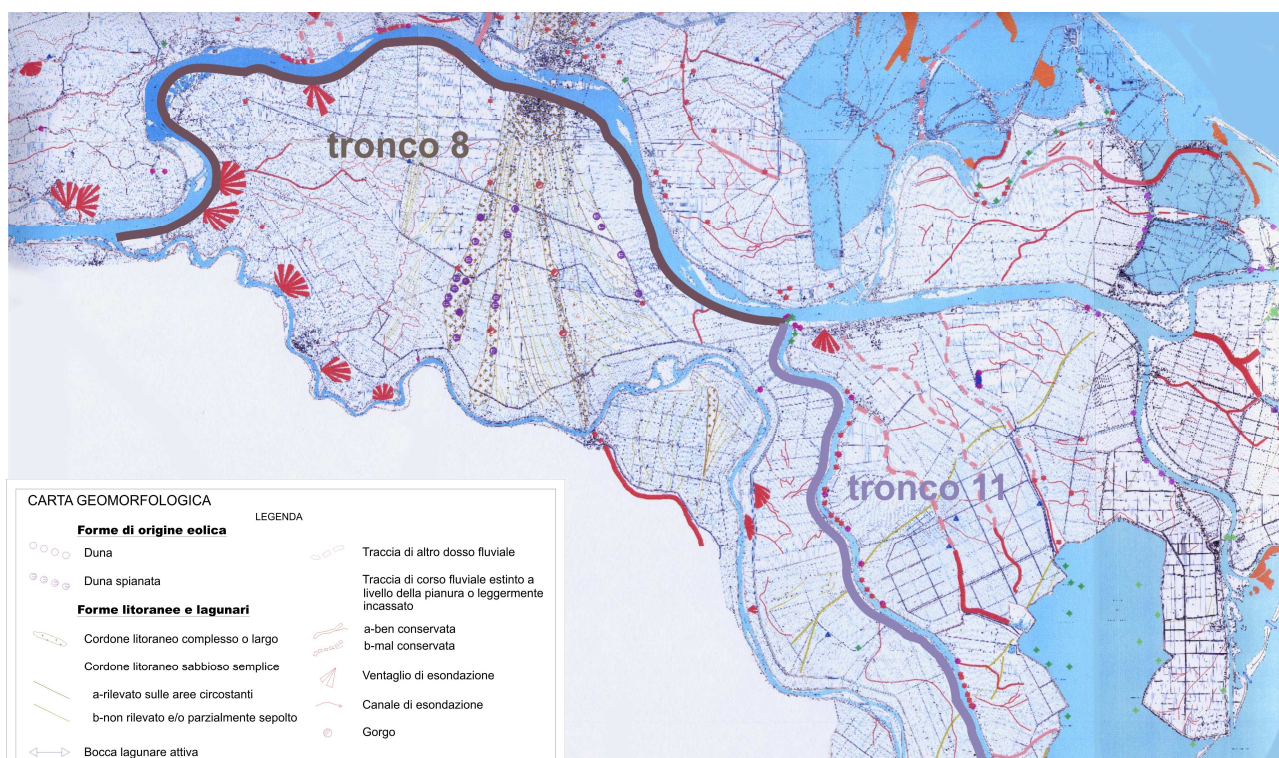 tronco 8
tronco 11
CARTA GEOMORFOLOGICA
LEGENDA
Forme di origine eolica
Duna
Duna spianata
Forme litoranee e lagunari
Cordone litoraneo complesso o largo
Cordone litoraneo sabbioso semplice
a-rilevato sulle aree circostanti
b-non rilevato e/o parzialmente sepolto
Bocca lagunare attiva
Traccia di altro dosso fluviale
Traccia di corso fluviale estinto a
livello della pianura o leggermente
incassato
a-ben conservata
b-mal conservata
Ventaglio di esondazione
Canale di esondazione
Gorgo